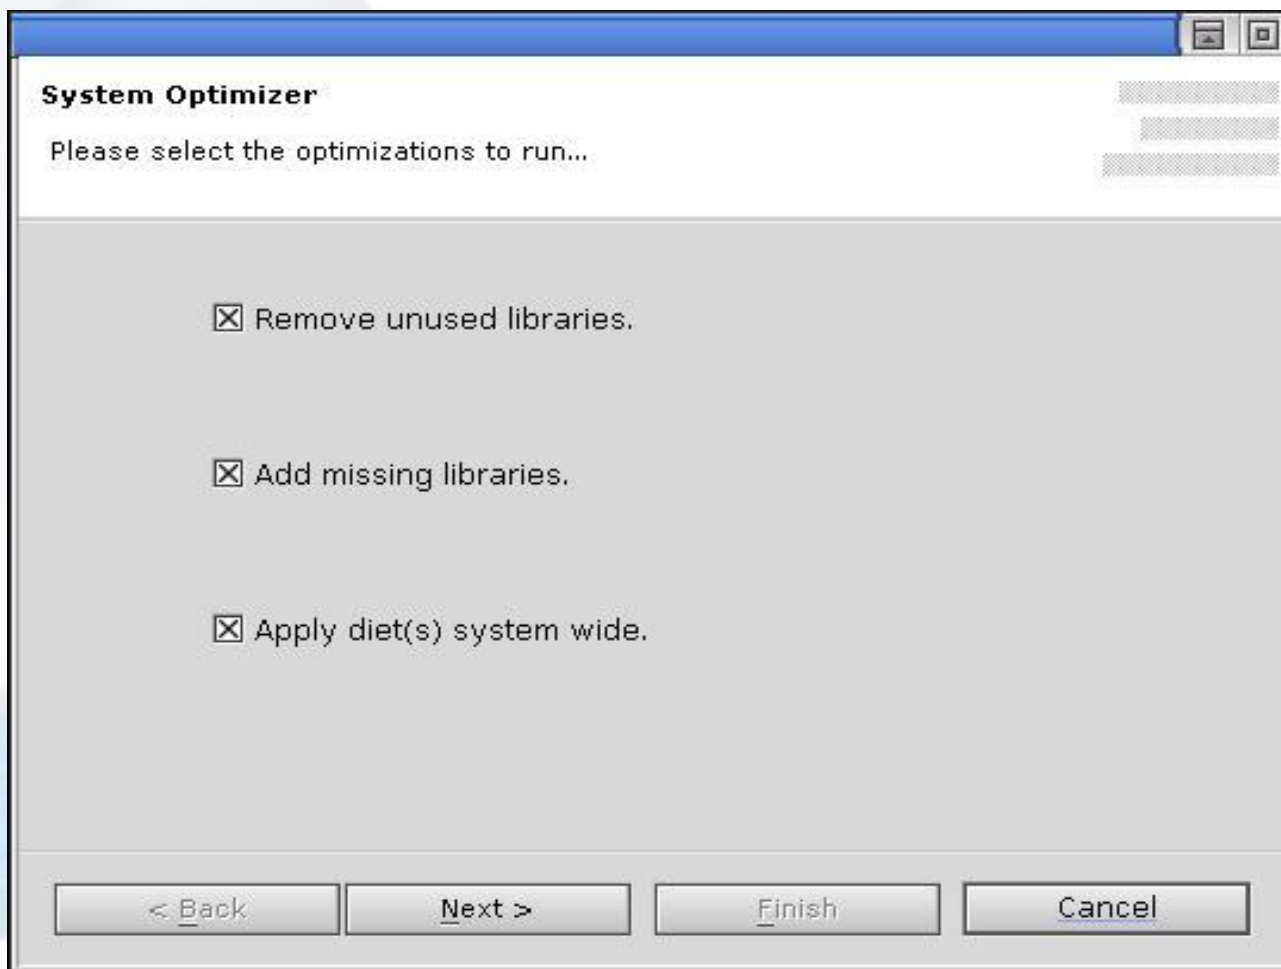 System Optimizer
Please select the optimizations to run...
Remove unused libraries.
Add missing libraries.
Apply diet(s) system wide.
< Back Next > Finish Cancel